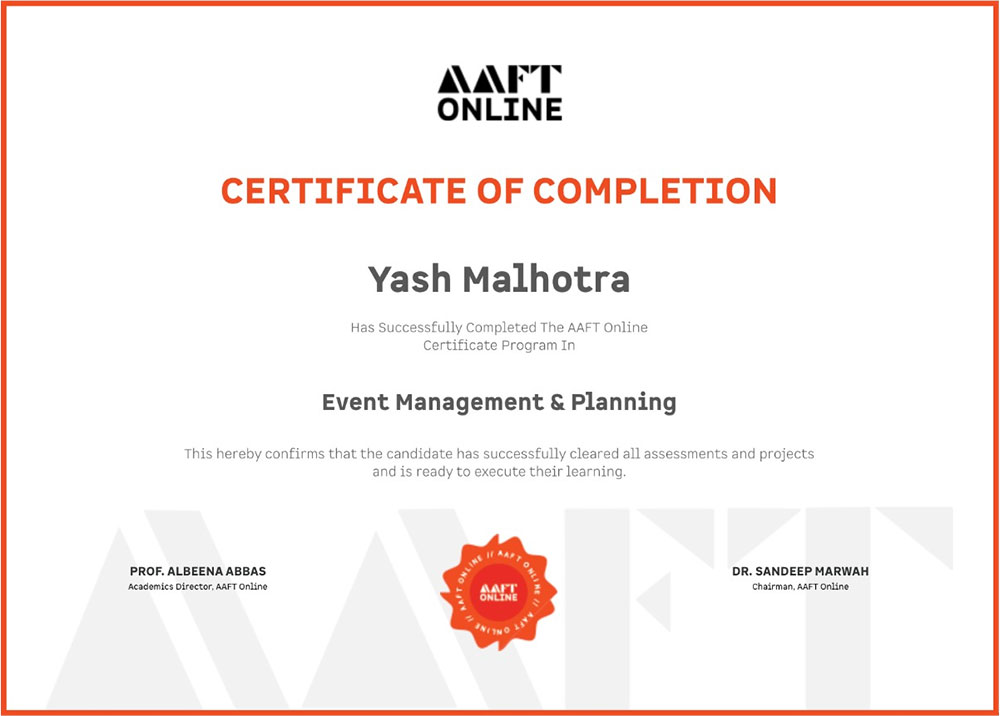 AAFT
ONLINE
CERTIFICATE OF COMPLETION
Yash Malhotra
Has Successfully Completed The AAFT Online
Certificate Program In
Event Management & Planning
This hereby confirms that the candidate has successfully cleared all assessments and projects
and is ready to execute their learning.
AAFT
PROF. ALBEENA ABBAS
Academics Director, AAFT Online
AAFT ONLINE // AAFT ONLINE // AAFT ONLINE //
AAFT
ONLINE
DR. SANDEEP MARWAH
Chairman, AAFT Online